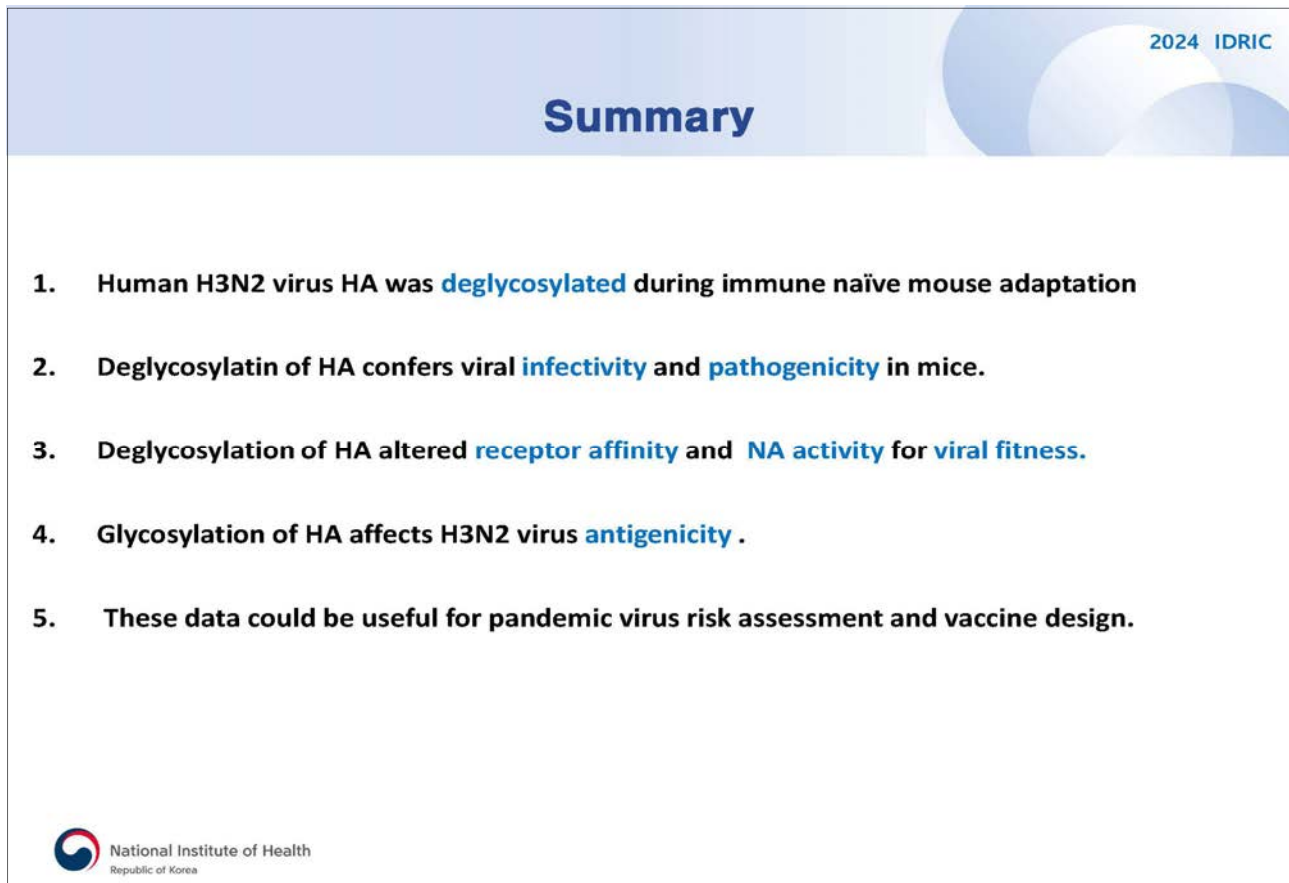 2024 IDRIC
Summary
1. Human H3N2 virus HA was deglycosylated during immune naïve mouse adaptation
2. Deglycosylatin of HA confers viral infectivity and pathogenicity in mice.
3. Deglycosylation of HA altered receptor affinity and NA activity for viral fitness.
4. Glycosylation of HA affects H3N2 virus antigenicity .
5. These data could be useful for pandemic virus risk assessment and vaccine design.
National Institute of Health
Republic of Korea